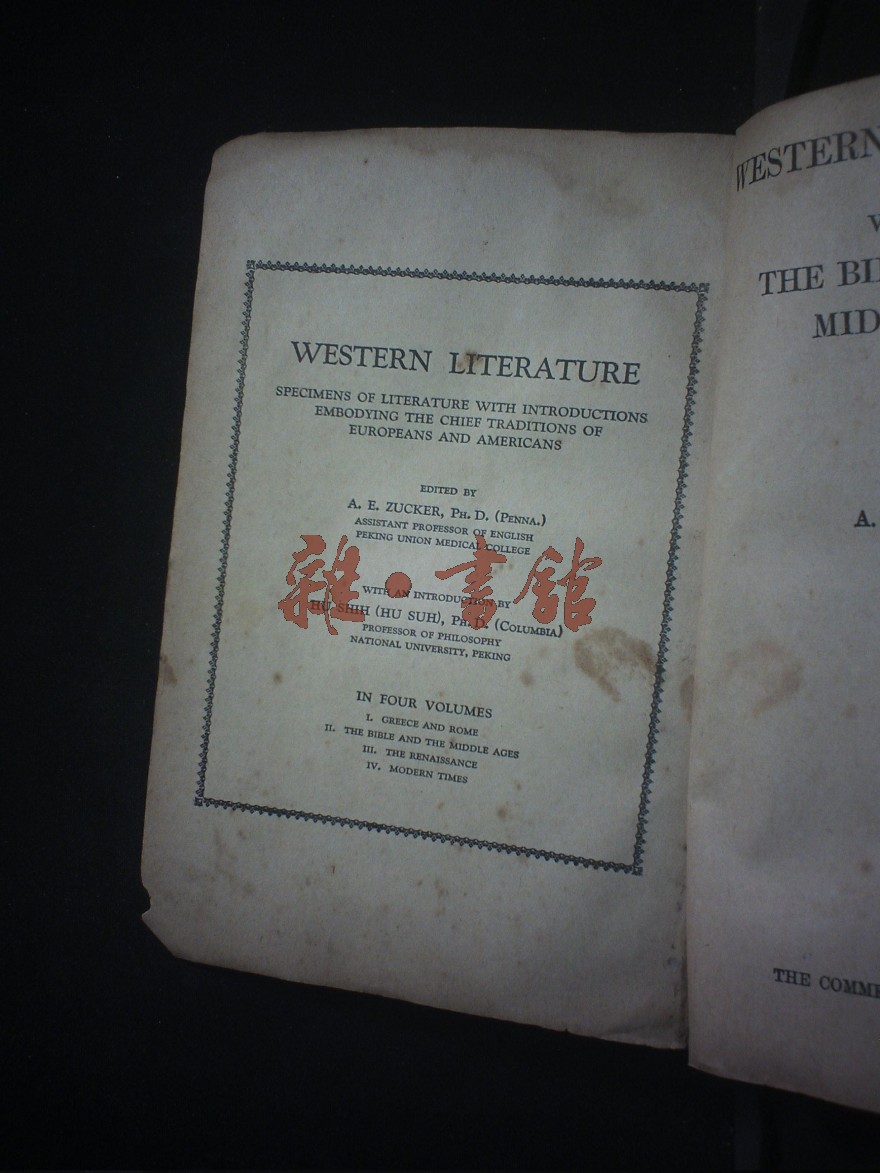 WESTERN LITERATURE
SPECIMENS OF LITERATURE WITH INTRODUCTIONS
EMBODYING THE CHIEF TRADITIONS OF
EUROPEANS AND AMERICANS
EDITED BY
A. E. ZUCKER, PH. D. (PENNA.)
ASSISTANT PROFESSOR OF ENGLISH
PEKING UNION MEDICAL COLLEGE
WITH AN INTRODUCTION BY
HU SHIH (HU SUH), PH. D. (COLUMBIA)
PROFESSOR OF PHILOSOPHY
NATIONAL UNIVERSITY, PEKING
IN FOUR VOLUMES
I. GREECE AND ROME
II. THE BIBLE AND THE MIDDLE AGES
III. THE RENAISSANCE
IV. MODERN TIMES
雜·書館
WESTERN
THE
MID
A.
THE COMME